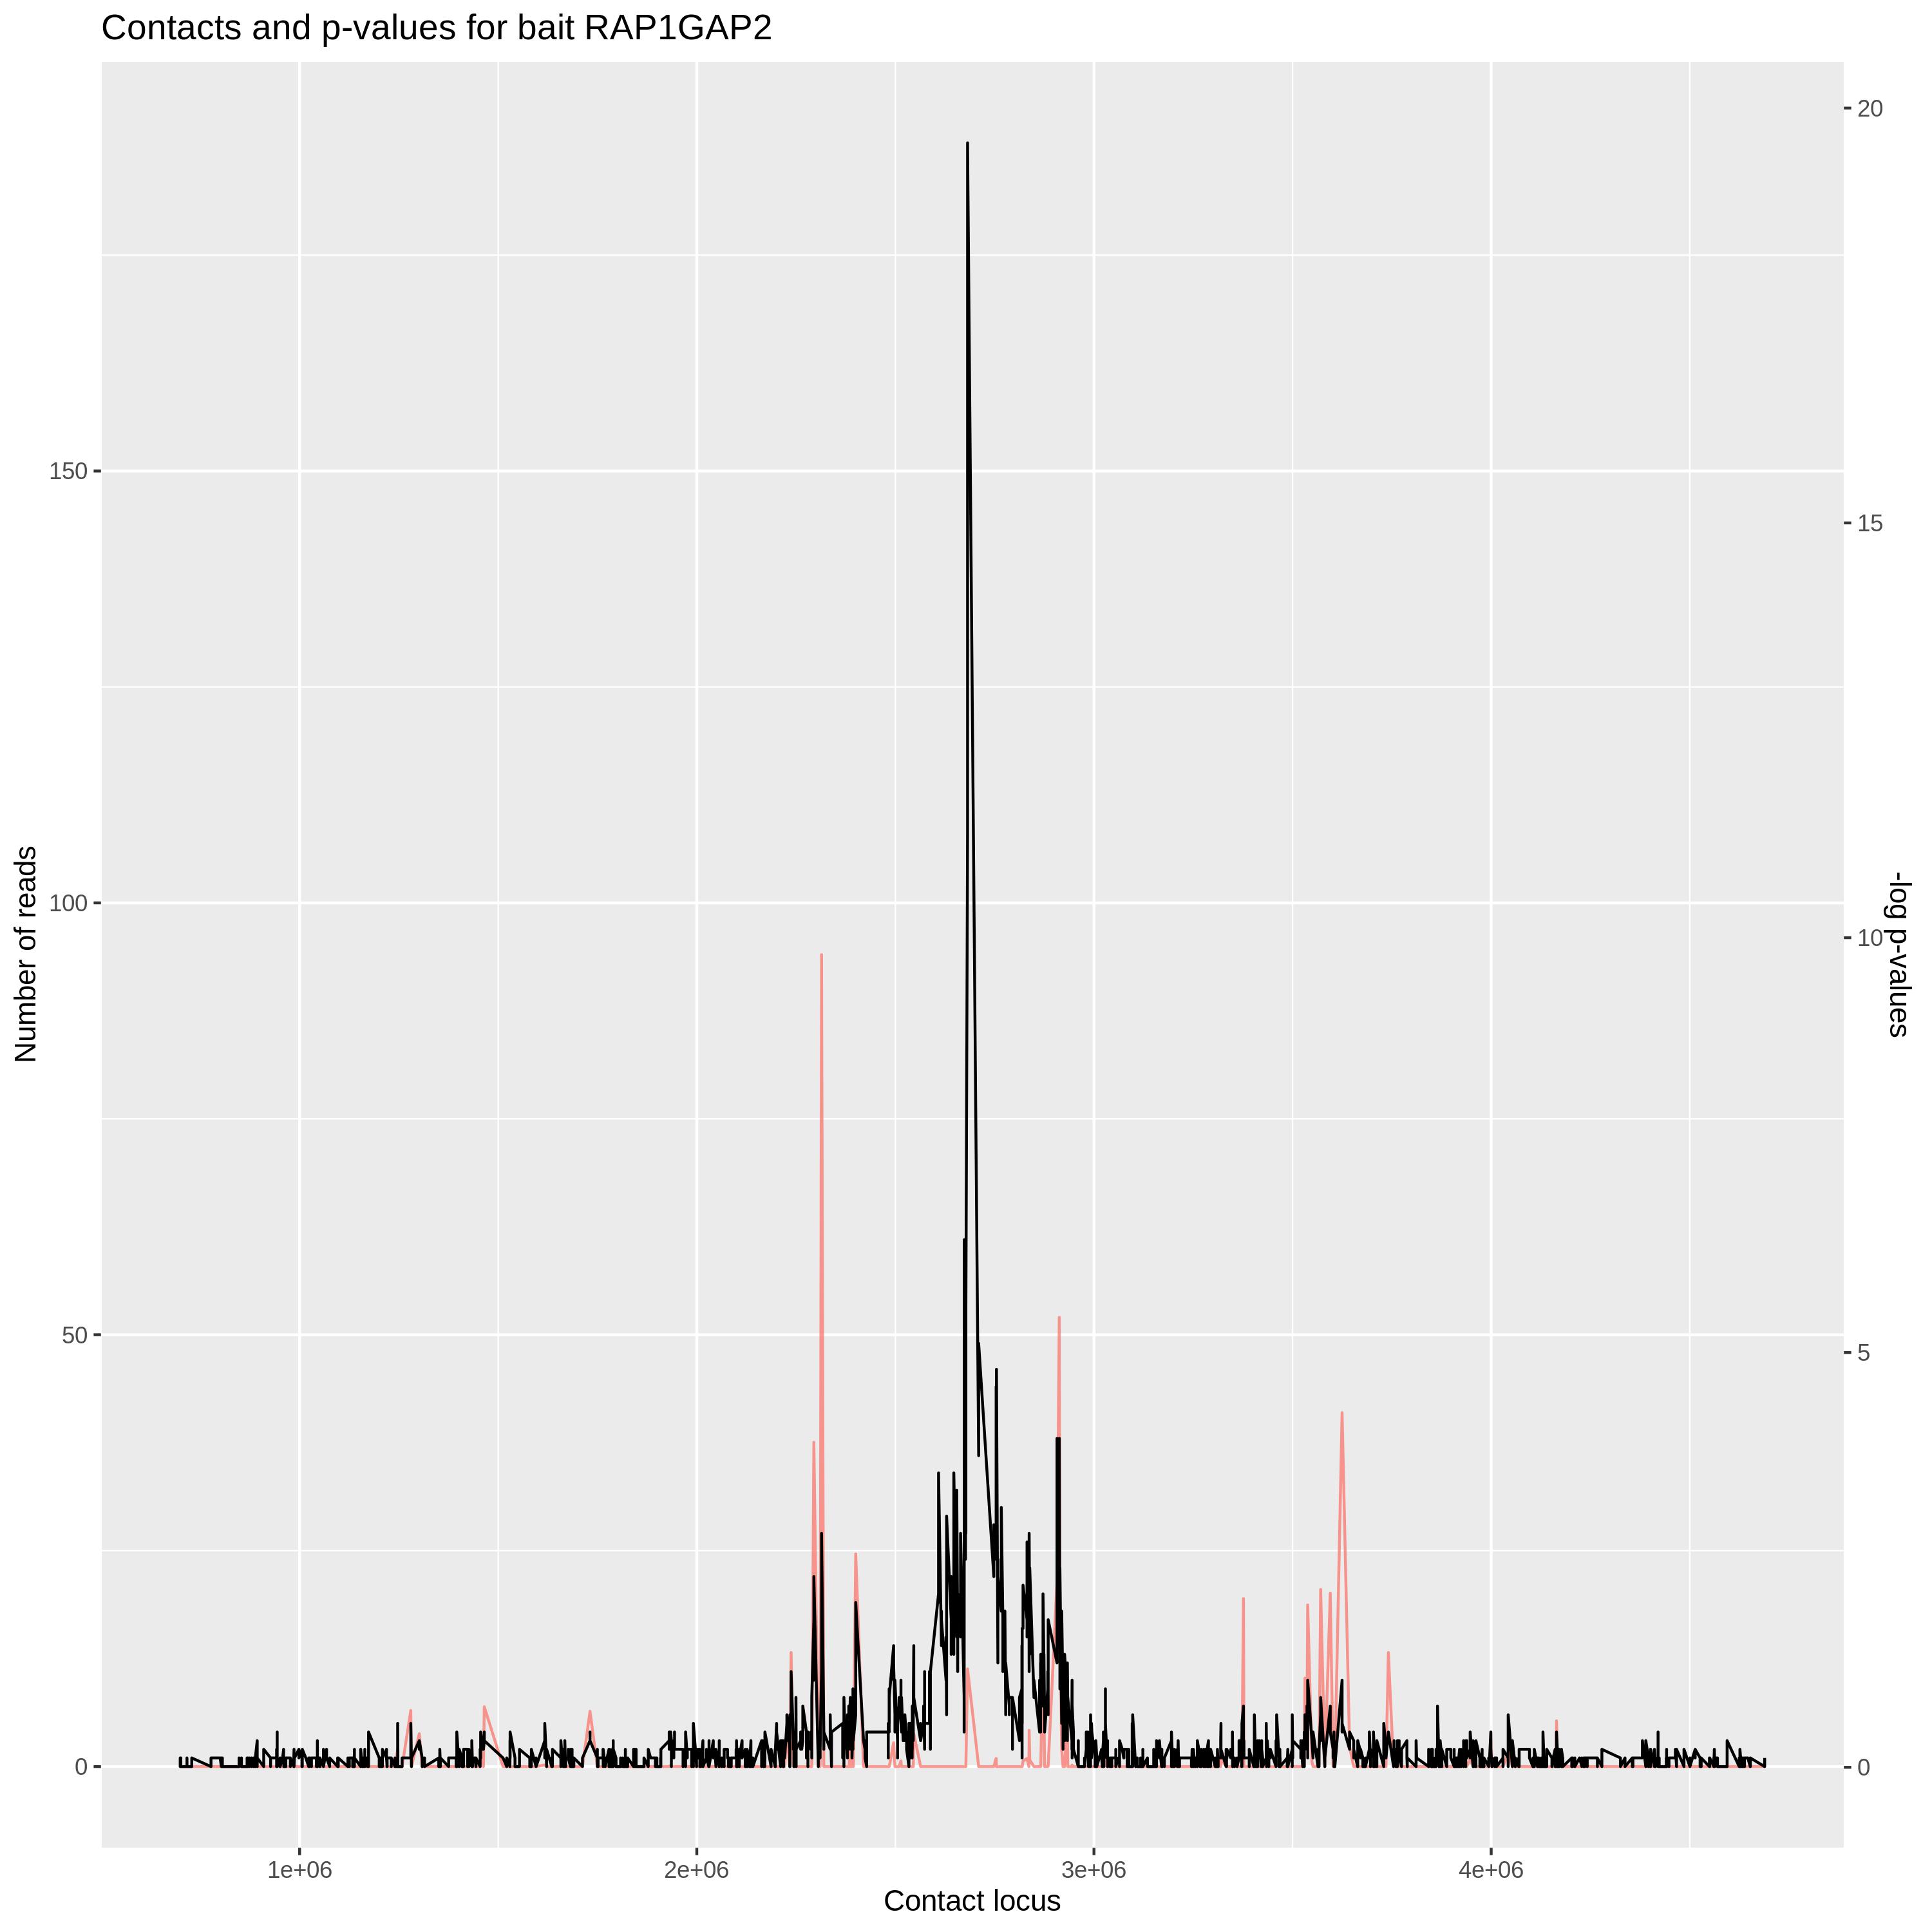 Contacts and p-values for bait RAP1GAP2
Number of reads
150
100
50
0
20
15
10
5
0
-log p-values
1e+06
2e+06
3e+06
4e+06
Contact locus